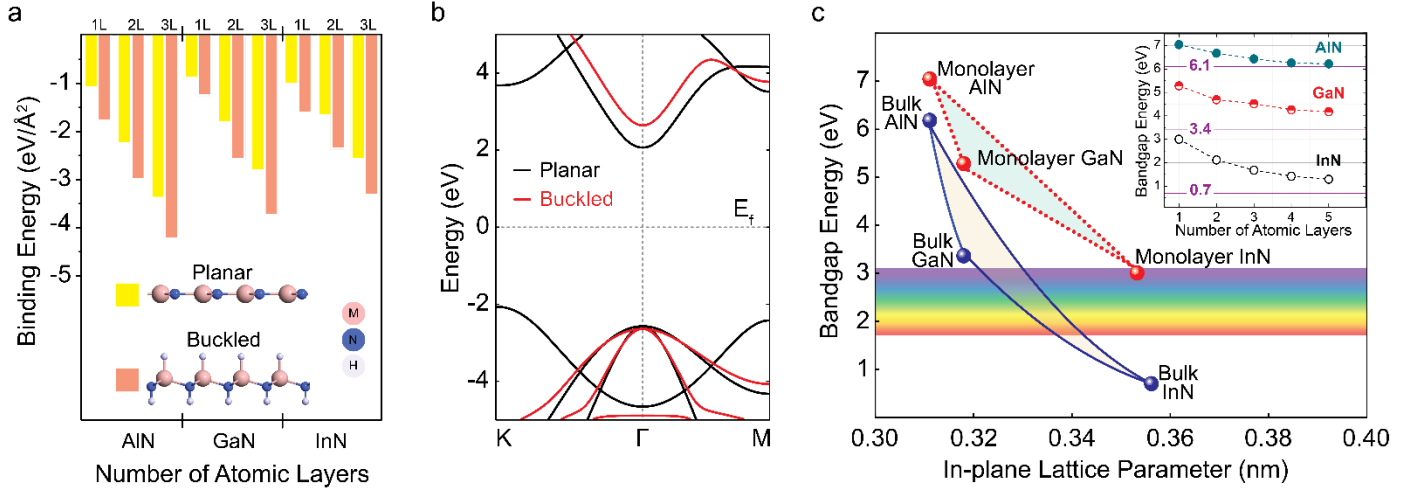 a
1L 2L 3L 1L 2L 3L 1L 2L 3L
-1
-2
-3
-4
-5
Binding Energy (eV/Å²)
Planar
Buckled
M
N
H
AlN GaN InN
Number of Atomic Layers
b
4
2
0
-2
-4
Energy (eV)
Planar
Buckled
E_f
K Γ M
c
7
6
5
4
3
2
1
Bandgap Energy (eV)
Monolayer
AlN
Bulk
AlN
Monolayer GaN
Bulk
GaN
Monolayer InN
Bulk
InN
0.30 0.32 0.34 0.36 0.38 0.40
In-plane Lattice Parameter (nm)
7
6
5
4
3
2
1
Bandgap Energy (eV)
AlN
6.1
GaN
3.4
InN
0.7
1 2 3 4 5
Number of Atomic Layers